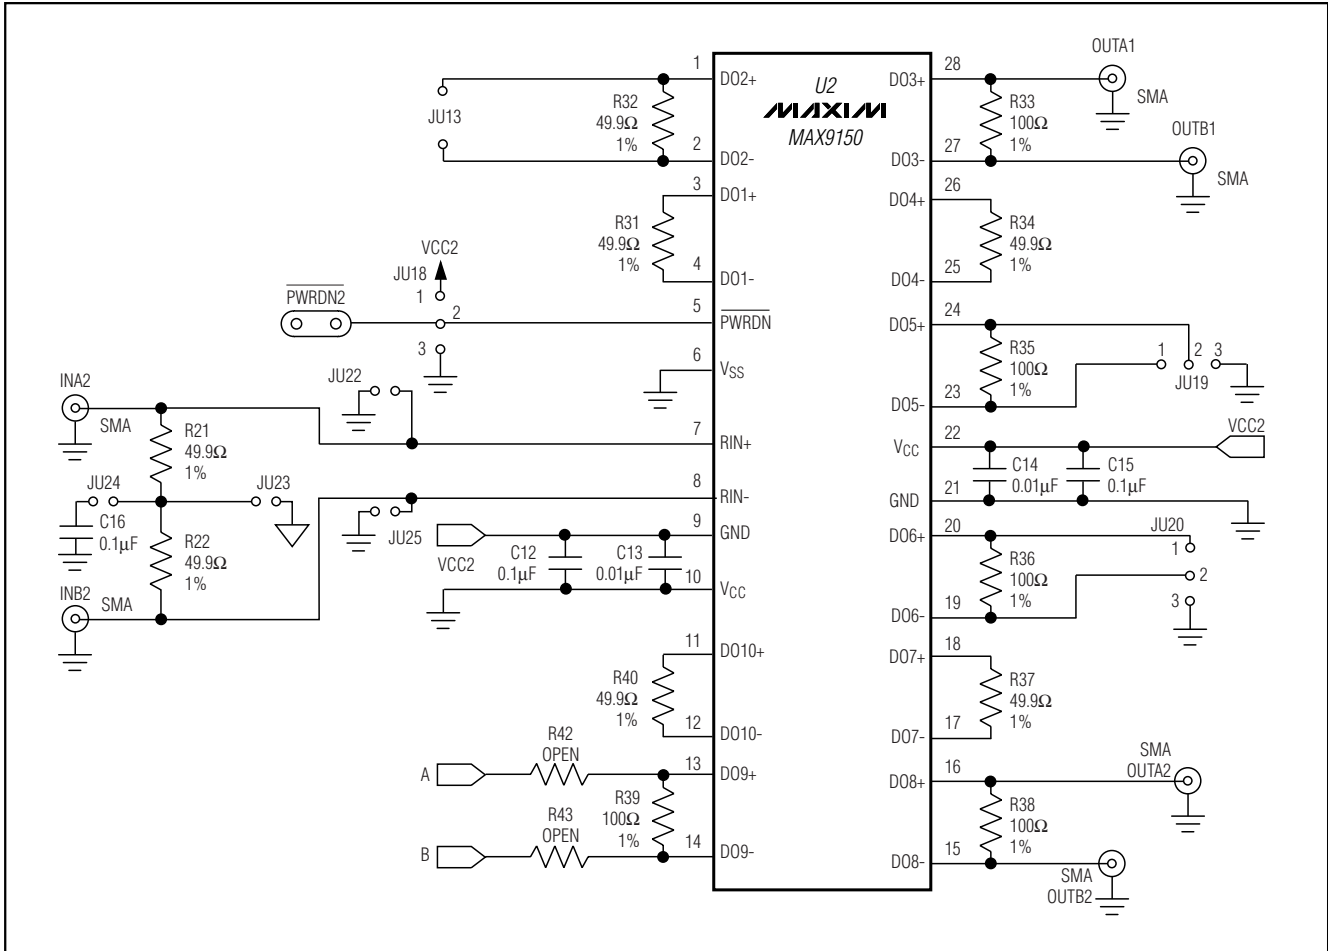 U2
MAXIM
MAX9150
1
DO2+
JU13
R32
49.9Ω
1%
2
DO2-
3
DO1+
R31
49.9Ω
1%
4
DO1-
VCC2
JU18
1
2
3
PWRDN2
5
PWRDN
6
VSS
JU22
INA2
SMA
R21
49.9Ω
1%
7
RIN+
JU24
JU23
C16
0.1µF
8
RIN-
JU25
R22
49.9Ω
1%
INB2
SMA
VCC2
9
GND
C12
0.1µF
C13
0.01µF
10
VCC
11
DO10+
R40
49.9Ω
1%
12
DO10-
A
R42
OPEN
13
DO9+
R39
100Ω
1%
B
R43
OPEN
14
DO9-
28
DO3+
OUTA1
SMA
R33
100Ω
1%
27
DO3-
OUTB1
SMA
26
DO4+
R34
49.9Ω
1%
25
DO4-
24
DO5+
R35
100Ω
1%
1
2
3
JU19
23
DO5-
22
VCC
VCC2
C14
0.01µF
C15
0.1µF
21
GND
20
DO6+
JU20
1
2
3
R36
100Ω
1%
19
DO6-
18
DO7+
R37
49.9Ω
1%
17
DO7-
16
DO8+
SMA
OUTA2
R38
100Ω
1%
15
DO8-
SMA
OUTB2